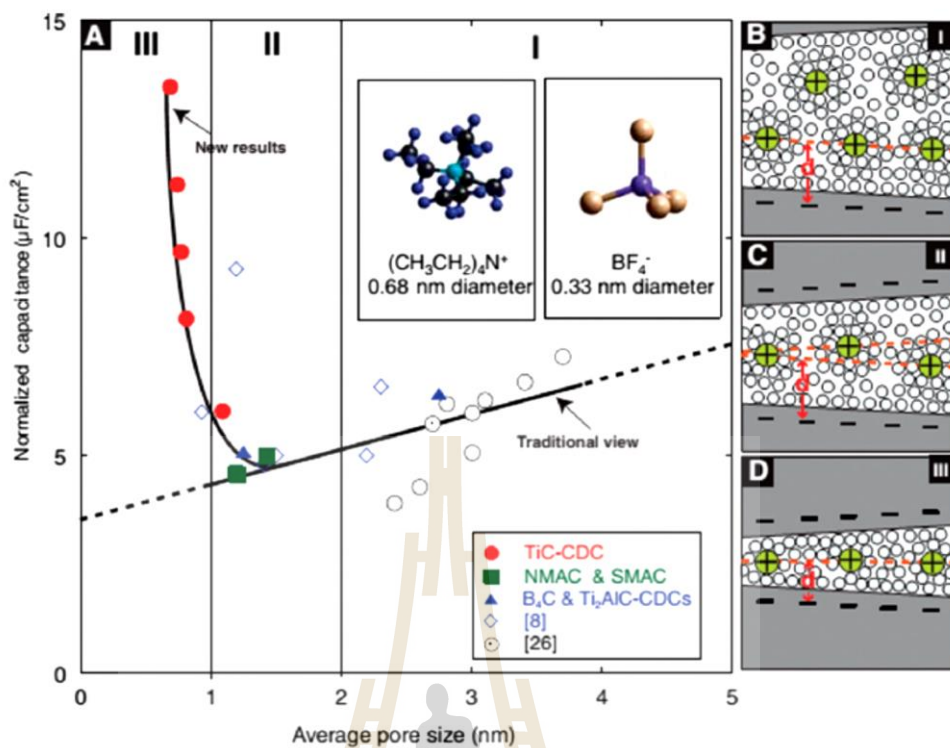 15
A
III
II
I
New results
10
(CH₃CH₂)₄N⁺
0.68 nm diameter
BF₄⁻
0.33 nm diameter
Normalized capacitance (µF/cm²)
5
Traditional view
TiC-CDC
NMAC & SMAC
B₄C & Ti₂AlC-CDCs
[8]
[26]
0
0 1 2 3 4 5
Average pore size (nm)
B
I
d
C
II
d
D
III
d